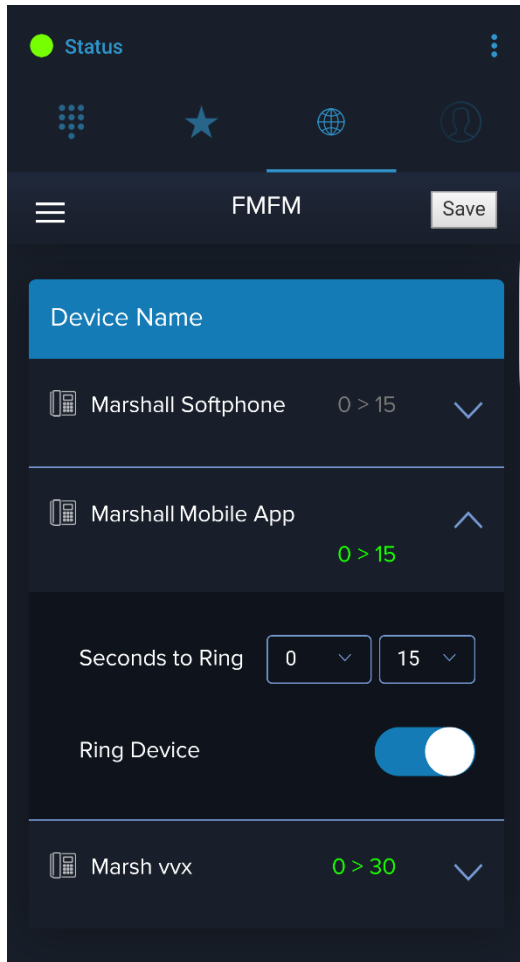 Status
FMFM
Save
Device Name
Marshall Softphone 0 > 15
Marshall Mobile App
0 > 15
Seconds to Ring 0 15
Ring Device
Marsh vvx 0 > 30